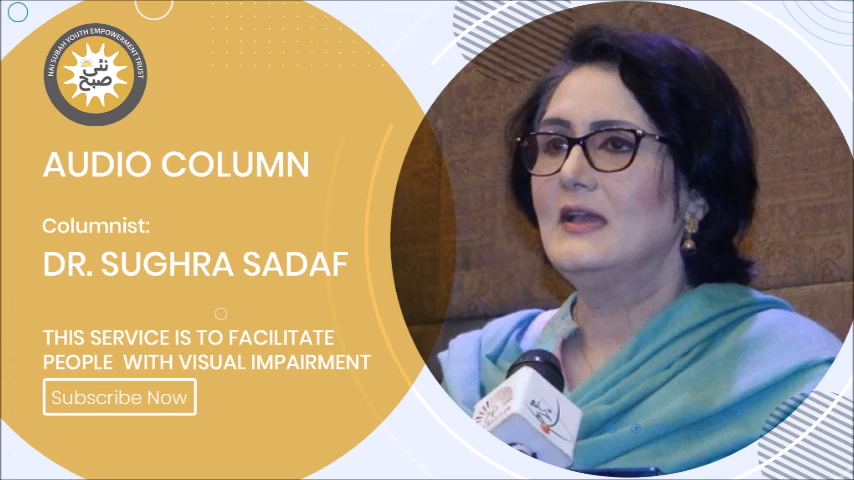 NAI SUBAH YOUTH EMPOWERMENT TRUST
نئی
صبح
AUDIO COLUMN
Columnist:
DR. SUGHRA SADAF
THIS SERVICE IS TO FACILITATE
PEOPLE WITH VISUAL IMPAIRMENT
Subscribe Now